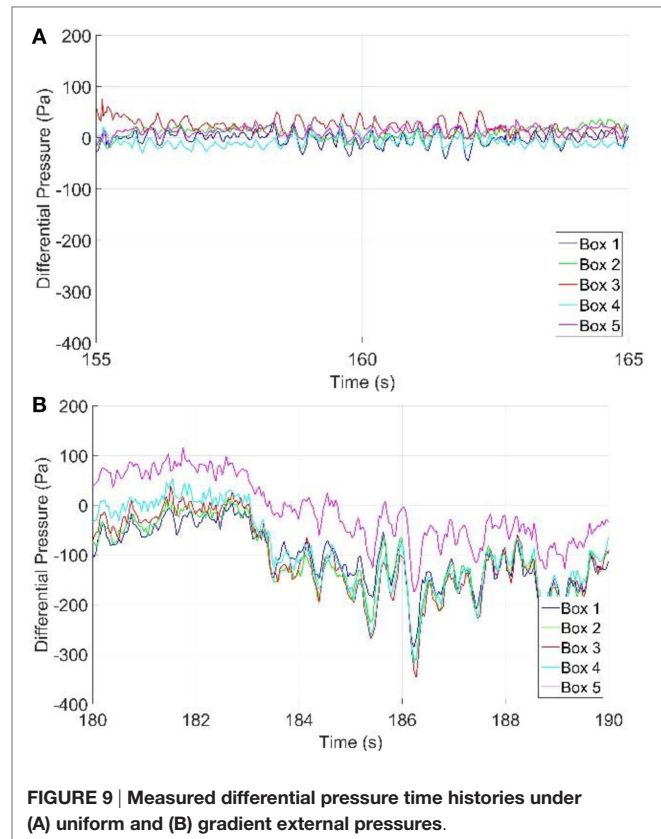 A
200
100
0
-100
-200
-300
-400
Differential Pressure (Pa)
Box 1
Box 2
Box 3
Box 4
Box 5
155
160
165
Time (s)
B
200
100
0
-100
-200
-300
-400
Differential Pressure (Pa)
Box 1
Box 2
Box 3
Box 4
Box 5
180
182
184
186
188
190
Time (s)
FIGURE 9 | Measured differential pressure time histories under
(A) uniform and (B) gradient external pressures.